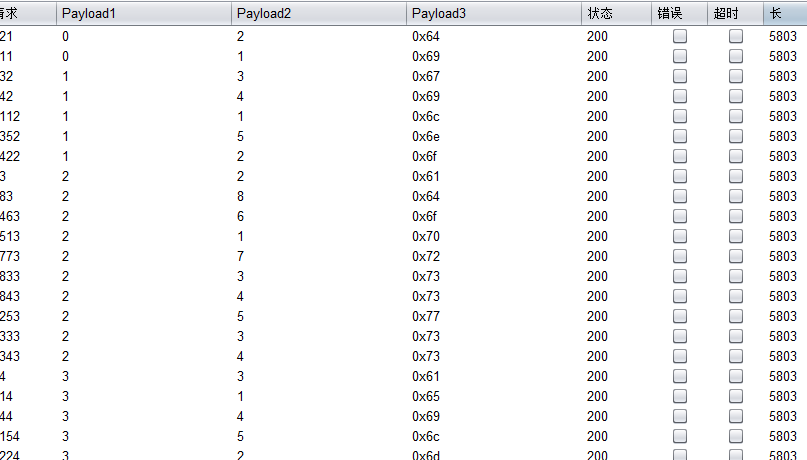 请求 Payload1 Payload2 Payload3 状态 错误 超时 长
21 0 2 0x64 200 5803
11 0 1 0x69 200 5803
32 1 3 0x67 200 5803
42 1 4 0x69 200 5803
112 1 1 0x6c 200 5803
352 1 5 0x6e 200 5803
422 1 2 0x6f 200 5803
3 2 2 0x61 200 5803
83 2 8 0x64 200 5803
463 2 6 0x6f 200 5803
513 2 1 0x70 200 5803
773 2 7 0x72 200 5803
833 2 3 0x73 200 5803
843 2 4 0x73 200 5803
253 2 5 0x77 200 5803
333 2 3 0x73 200 5803
343 2 4 0x73 200 5803
4 3 3 0x61 200 5803
14 3 1 0x65 200 5803
44 3 4 0x69 200 5803
154 3 5 0x6c 200 5803
224 3 2 0x6d 200 5803